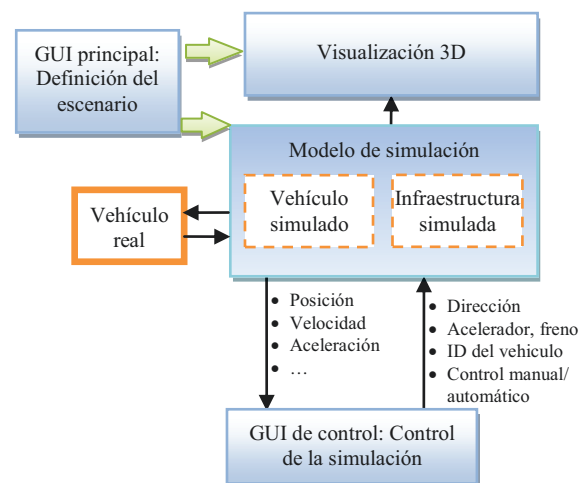 GUI principal:
Definición del
escenario
Visualización 3D
Modelo de simulación
Vehículo
simulado
Infraestructura
simulada
Vehículo
real
• Posición
• Velocidad
• Aceleración
• …
• Dirección
• Acelerador, freno
• ID del vehiculo
• Control manual/
automático
GUI de control: Control
de la simulación